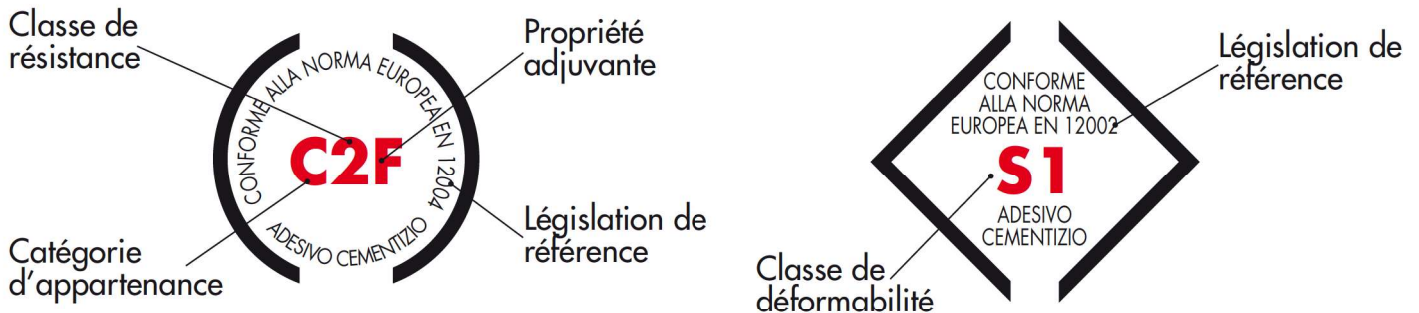 Classe de
résistance
Propriété
adjuvante
CONFORME ALLA NORMA EUROPEA EN 12004
C2F
ADESIVO CEMENTIZIO
Catégorie
d'appartenance
Législation de
référence
Législation de
référence
CONFORME
ALLA NORMA
EUROPEA EN 12002
S1
ADESIVO
CEMENTIZIO
Classe de
déformabilité